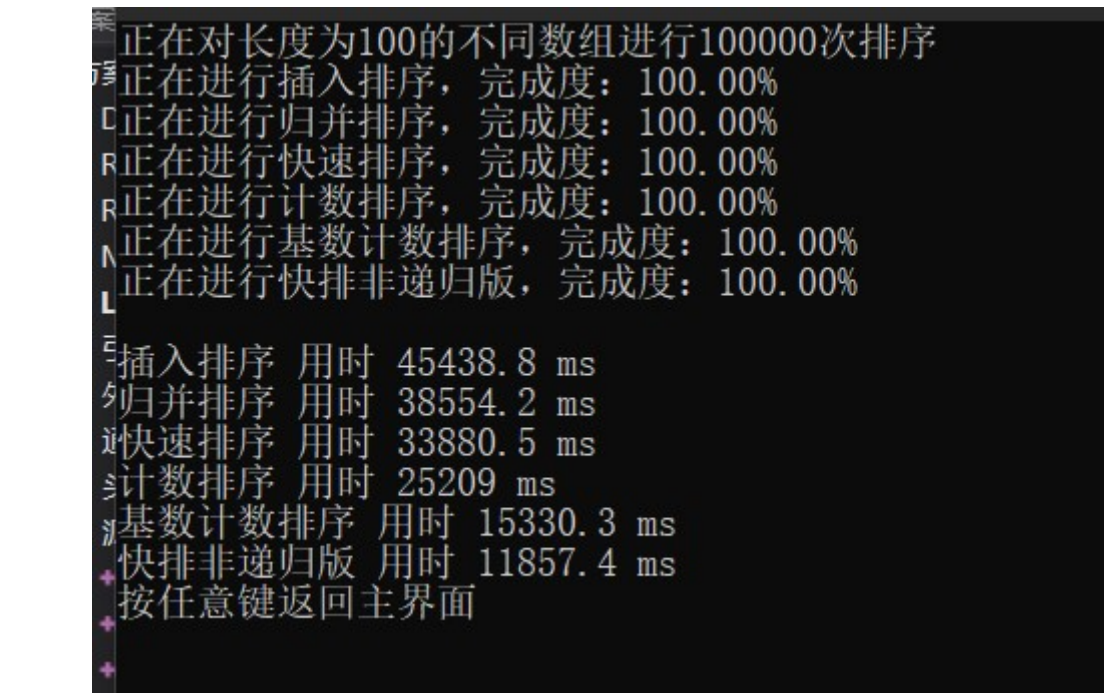 正在对长度为100的不同数组进行100000次排序
正在进行插入排序，完成度：100.00%
正在进行归并排序，完成度：100.00%
正在进行快速排序，完成度：100.00%
正在进行计数排序，完成度：100.00%
正在进行基数计数排序，完成度：100.00%
正在进行快排非递归版，完成度：100.00%
插入排序 用时 45438.8 ms
归并排序 用时 38554.2 ms
快速排序 用时 33880.5 ms
计数排序 用时 25209 ms
基数计数排序 用时 15330.3 ms
快排非递归版 用时 11857.4 ms
按任意键返回主界面